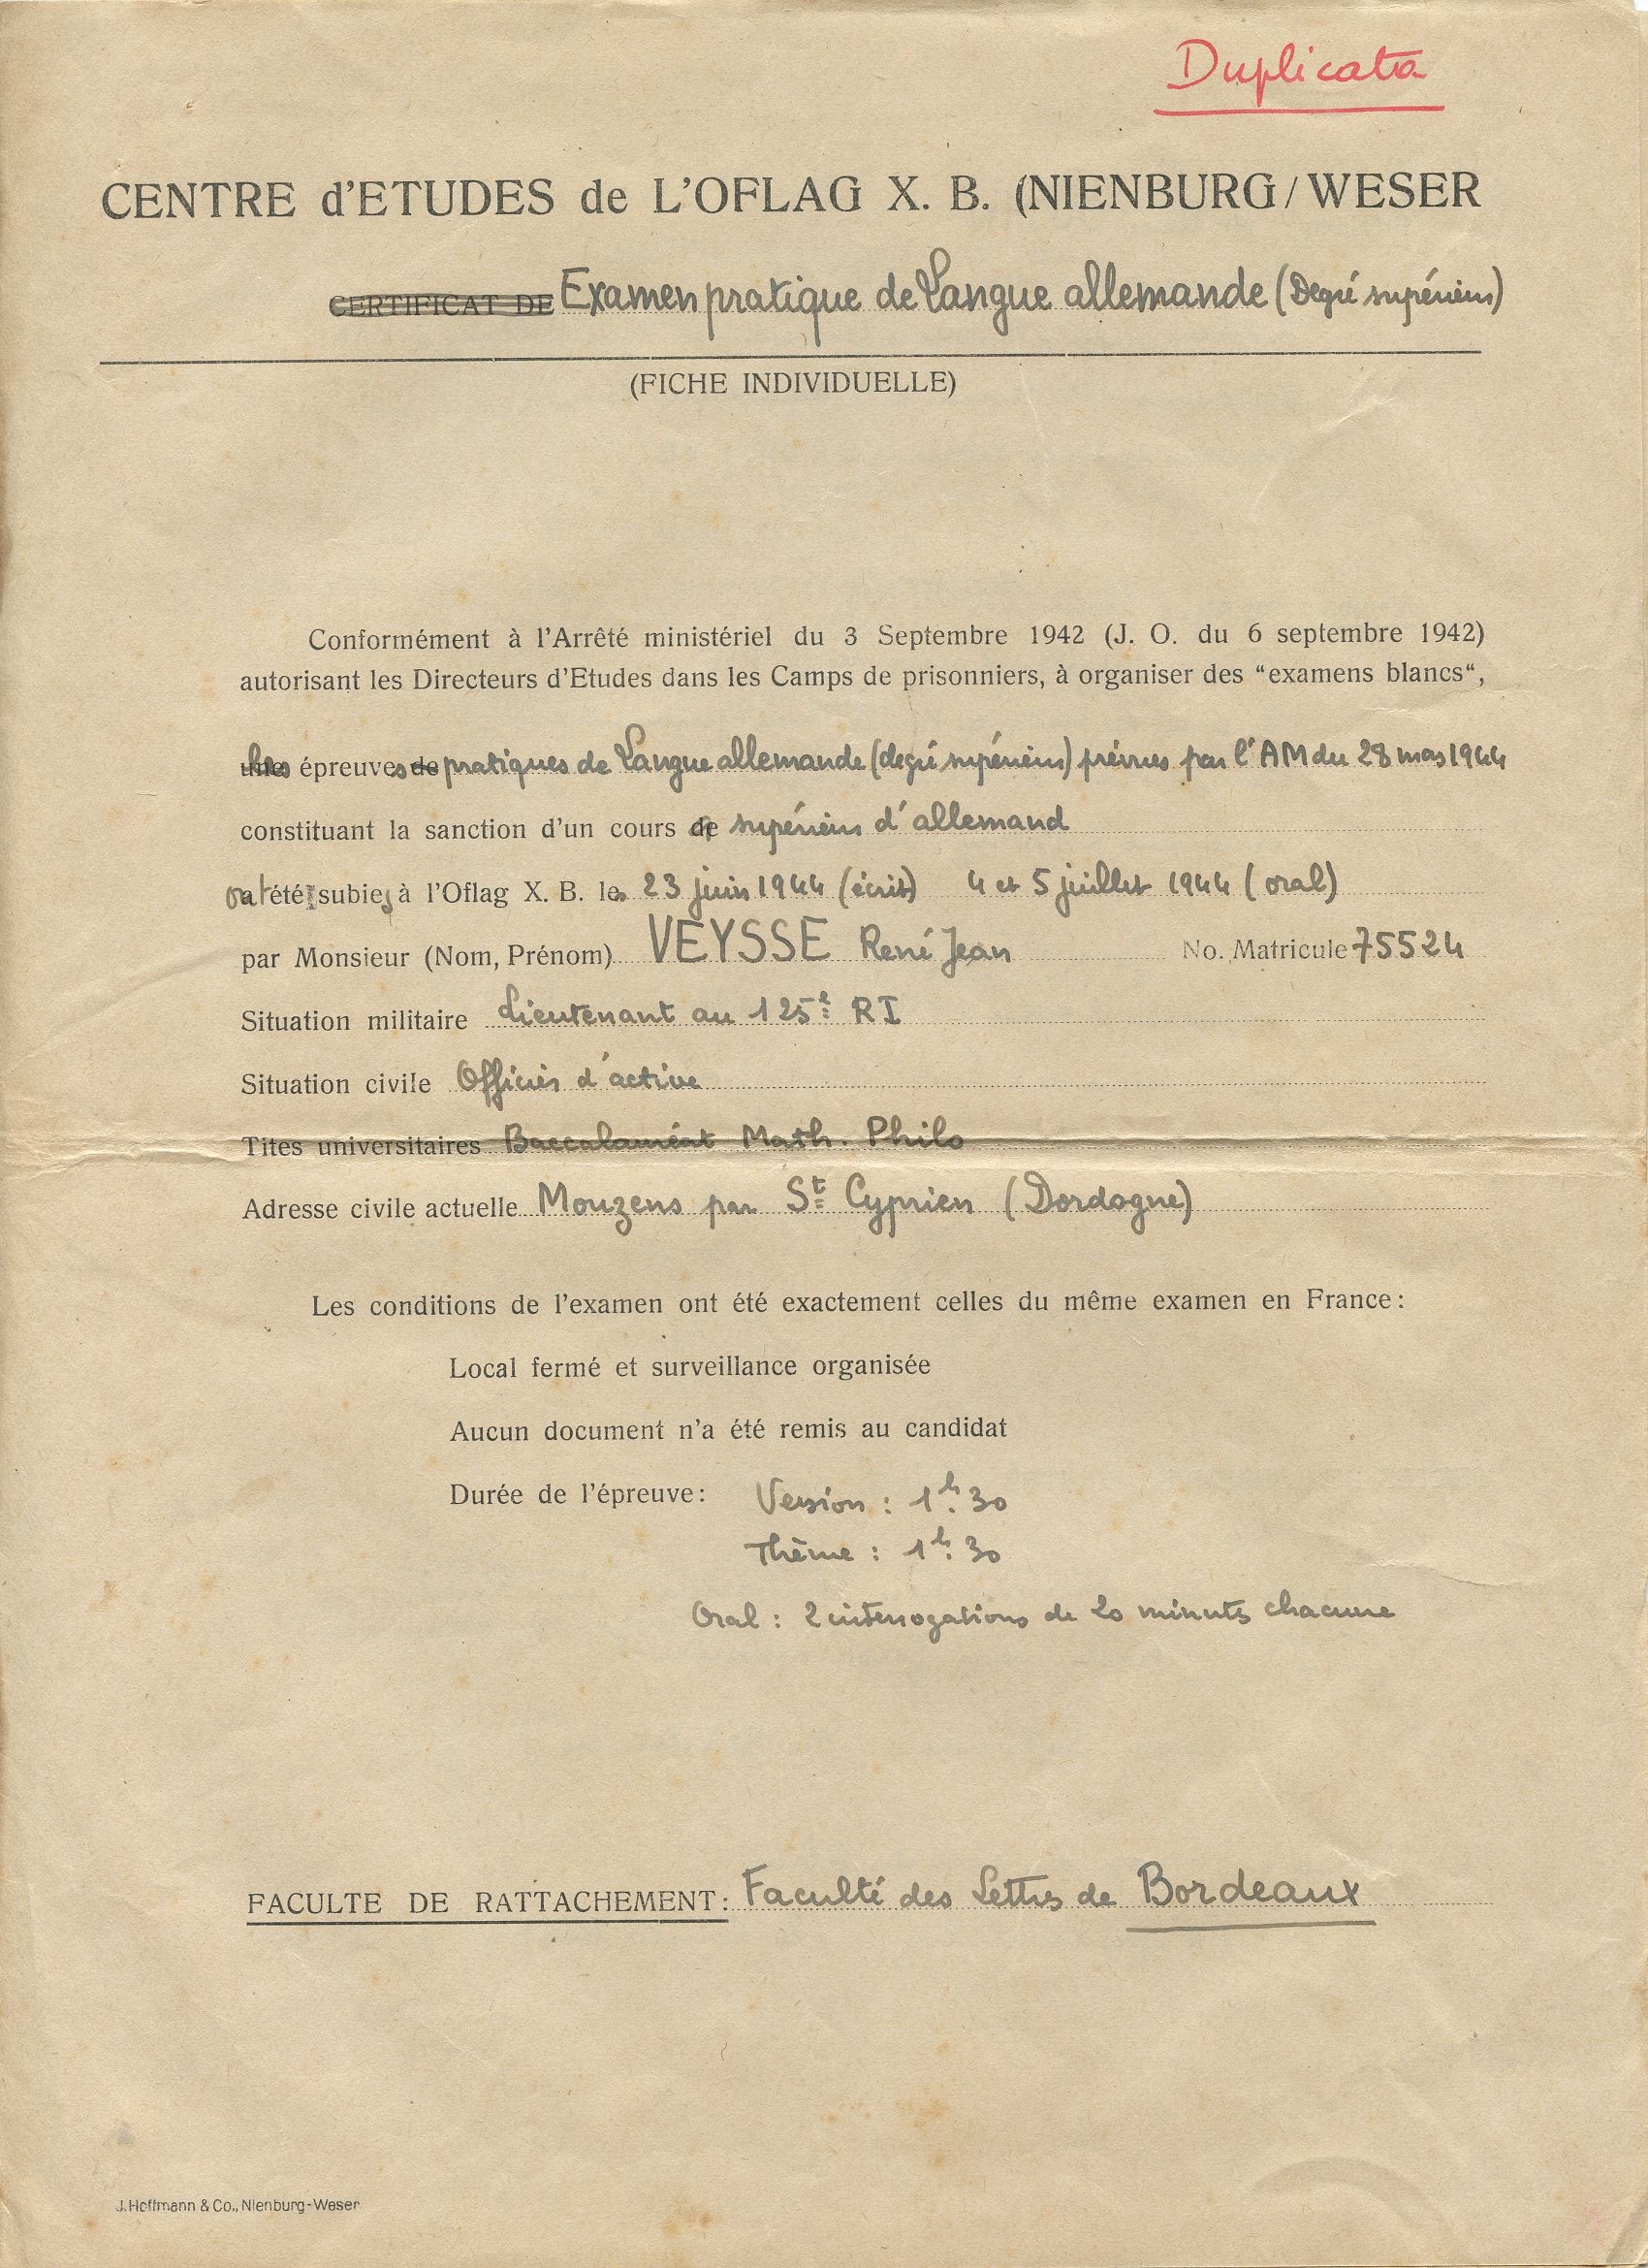 Duplicata
CENTRE d'ETUDES de L'OFLAG X. B. (NIENBURG/WESER
CERTIFICAT DE Examen pratique de Langue allemande (Degré supérieur)
(FICHE INDIVIDUELLE)
Conformément à l'Arrêté ministériel du 3 Septembre 1942 (J. O. du 6 septembre 1942)
autorisant les Directeurs d'Etudes dans les Camps de prisonniers, à organiser des "examens blancs",
les épreuves de pratiques de Langue allemande (degré supérieur) prévues par l'AM du 28 mars 1944
constituant la sanction d'un cours de supérieur d'allemand
ont été subies à l'Oflag X. B. les 23 juin 1944 (écrit) 4 et 5 juillet 1944 (oral)
par Monsieur (Nom, Prénom) VEYSSE René Jean No. Matricule 75524
Situation militaire Lieutenant au 125e RI
Situation civile Officier d'active
Tites universitaires Baccalauréat Math. Philo
Adresse civile actuelle Mouzens par St Cyprien (Dordogne)
Les conditions de l'examen ont été exactement celles du même examen en France:
Local fermé et surveillance organisée
Aucun document n'a été remis au candidat
Durée de l'épreuve: Version : 1h. 30
Thème : 1h. 30
Oral : 2 interrogations de 20 minutes chacune
FACULTE DE RATTACHEMENT: Faculté des Lettres de Bordeaux
J. Hoffmann & Co., Nienburg-Weser